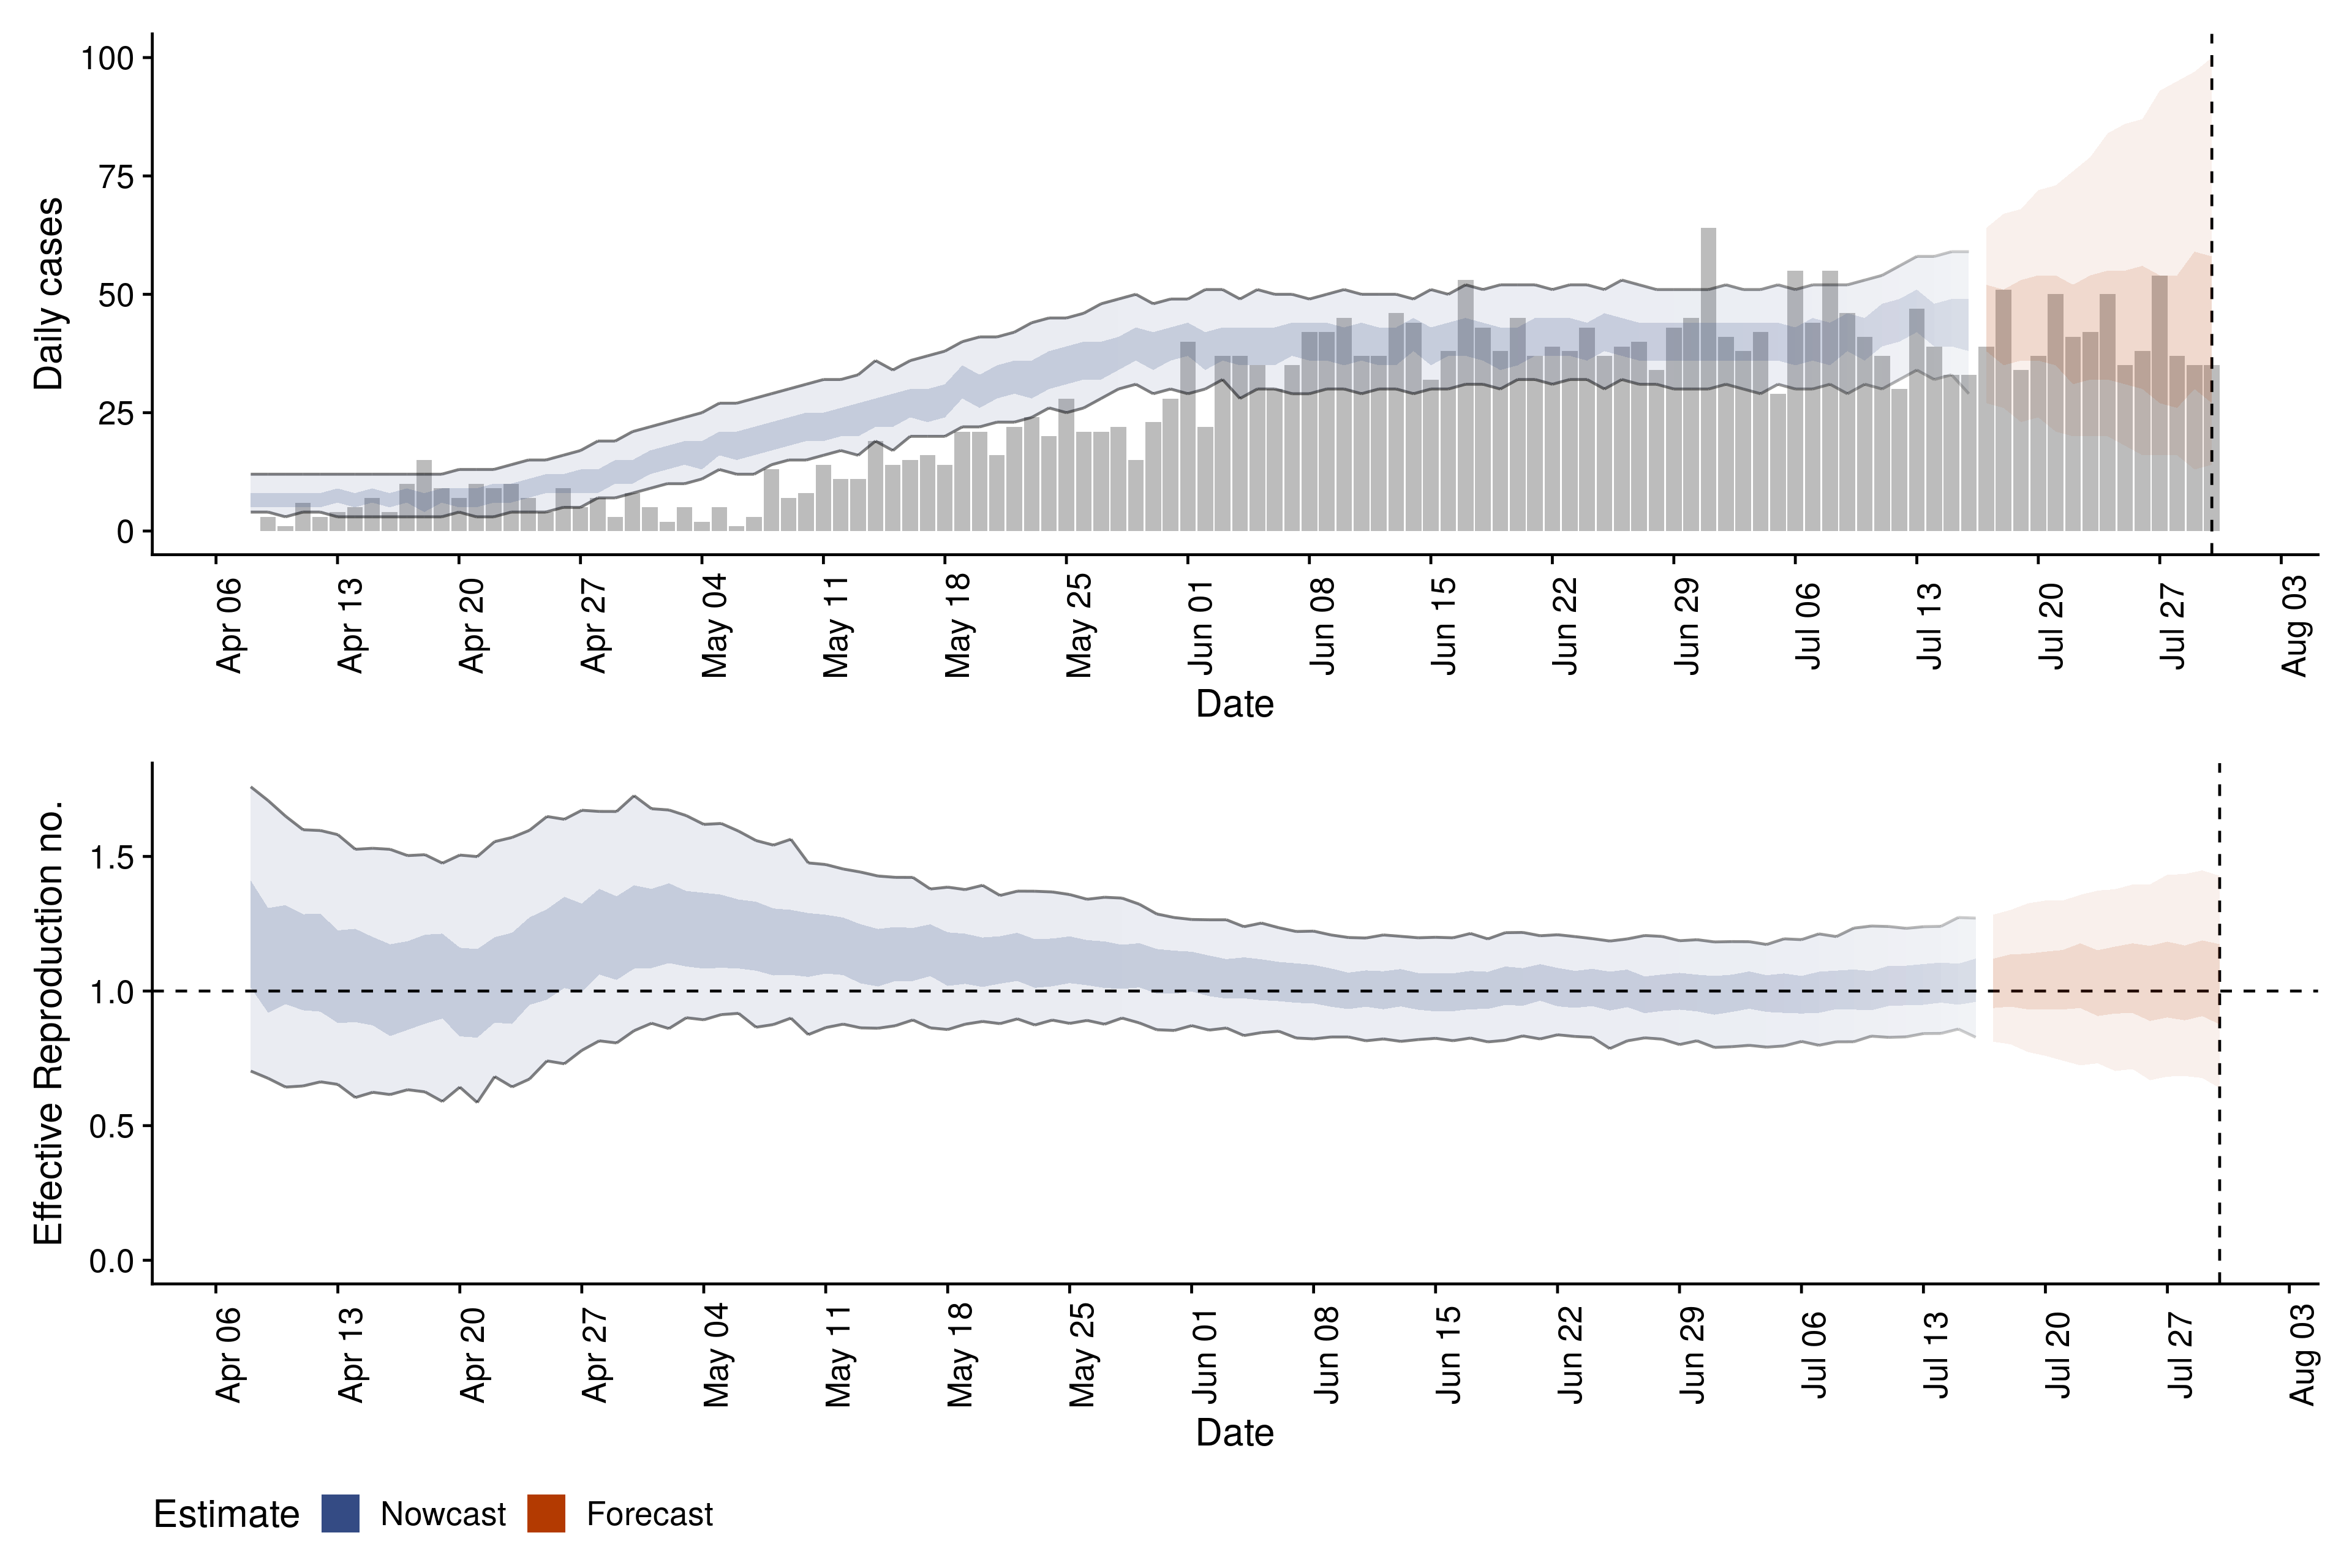 Daily cases
100
75
50
25
0
Apr 06 Apr 13 Apr 20 Apr 27 May 04 May 11 May 18 May 25 Jun 01 Jun 08 Jun 15 Jun 22 Jun 29 Jul 06 Jul 13 Jul 20 Jul 27 Aug 03
Date
Effective Reproduction no.
1.5
1.0
0.5
0.0
Apr 06 Apr 13 Apr 20 Apr 27 May 04 May 11 May 18 May 25 Jun 01 Jun 08 Jun 15 Jun 22 Jun 29 Jul 06 Jul 13 Jul 20 Jul 27 Aug 03
Date
Estimate Nowcast Forecast